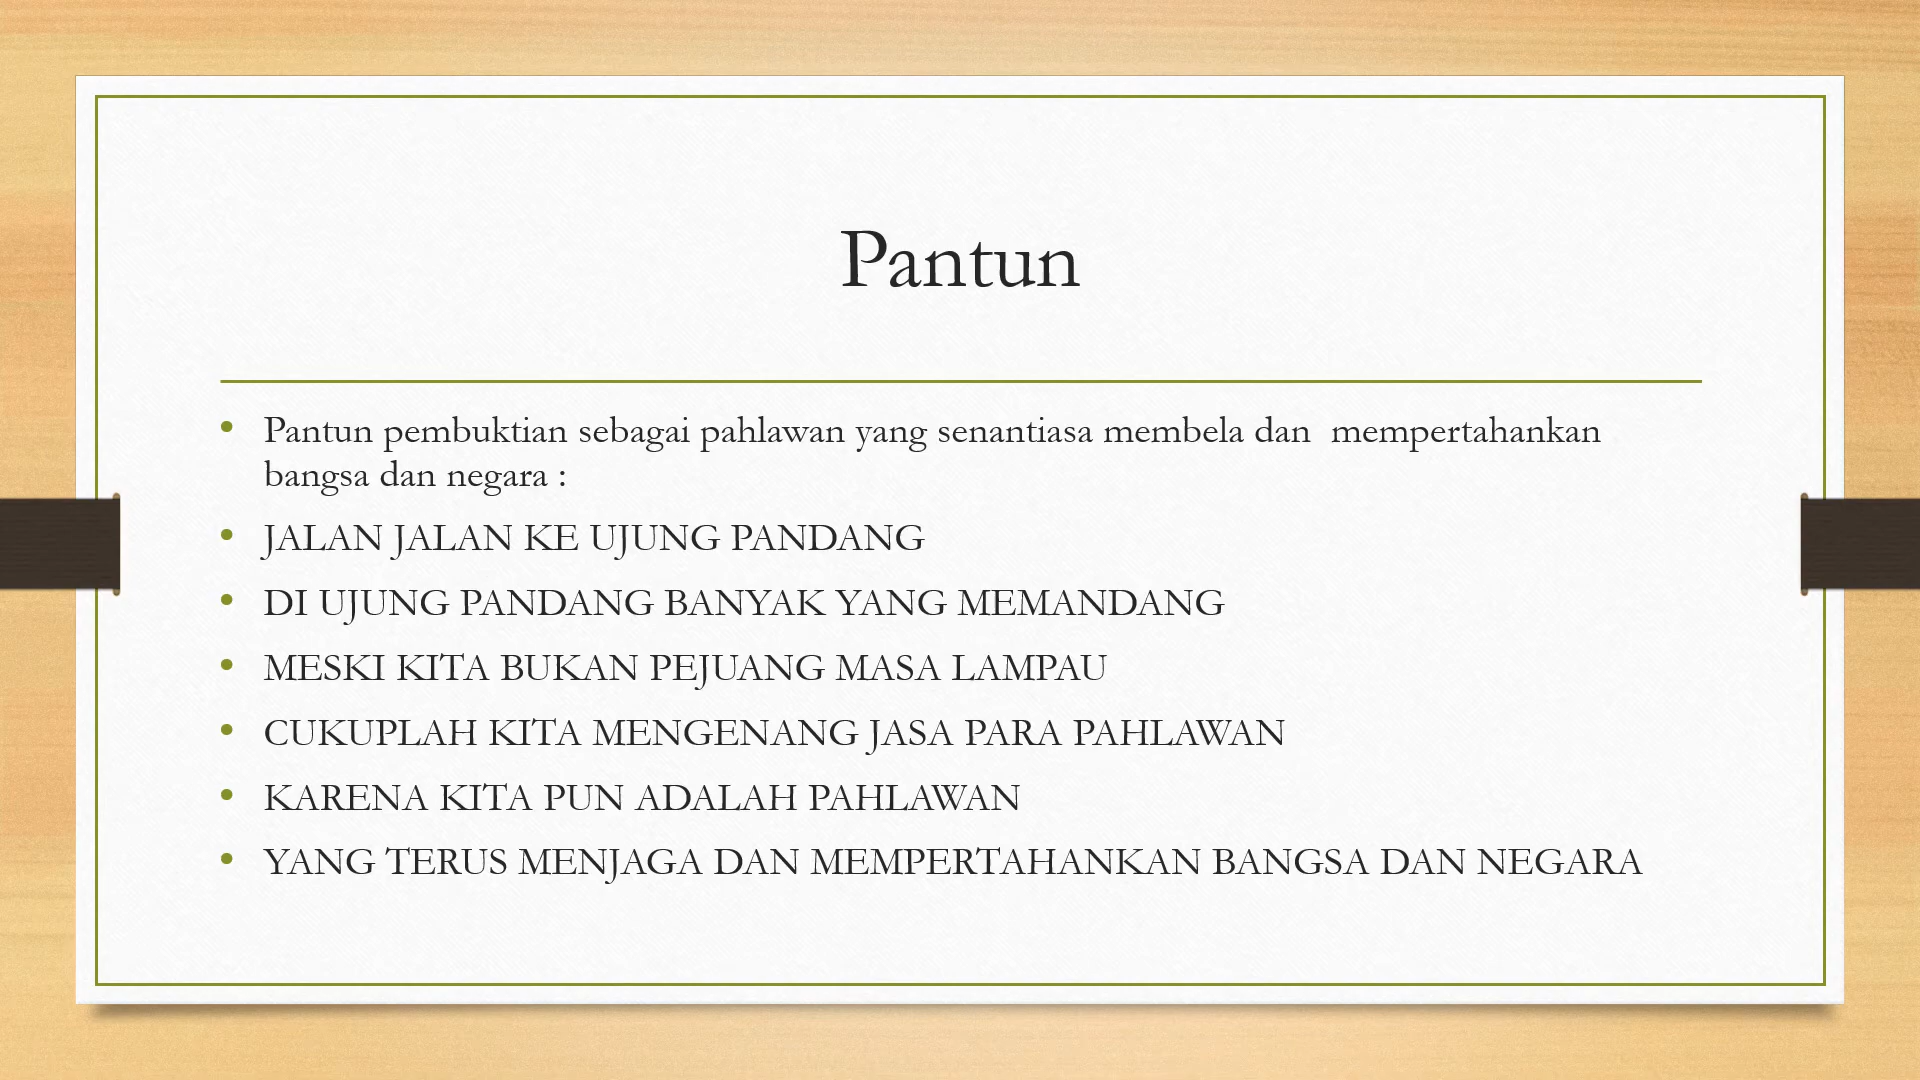 Pantun
• Pantun pembuktian sebagai pahlawan yang senantiasa membela dan  mempertahankan
bangsa dan negara :
• JALAN JALAN KE UJUNG PANDANG
• DI UJUNG PANDANG BANYAK YANG MEMANDANG
• MESKI KITA BUKAN PEJUANG MASA LAMPAU
• CUKUPLAH KITA MENGENANG JASA PARA PAHLAWAN
• KARENA KITA PUN ADALAH PAHLAWAN
• YANG TERUS MENJAGA DAN MEMPERTAHANKAN BANGSA DAN NEGARA